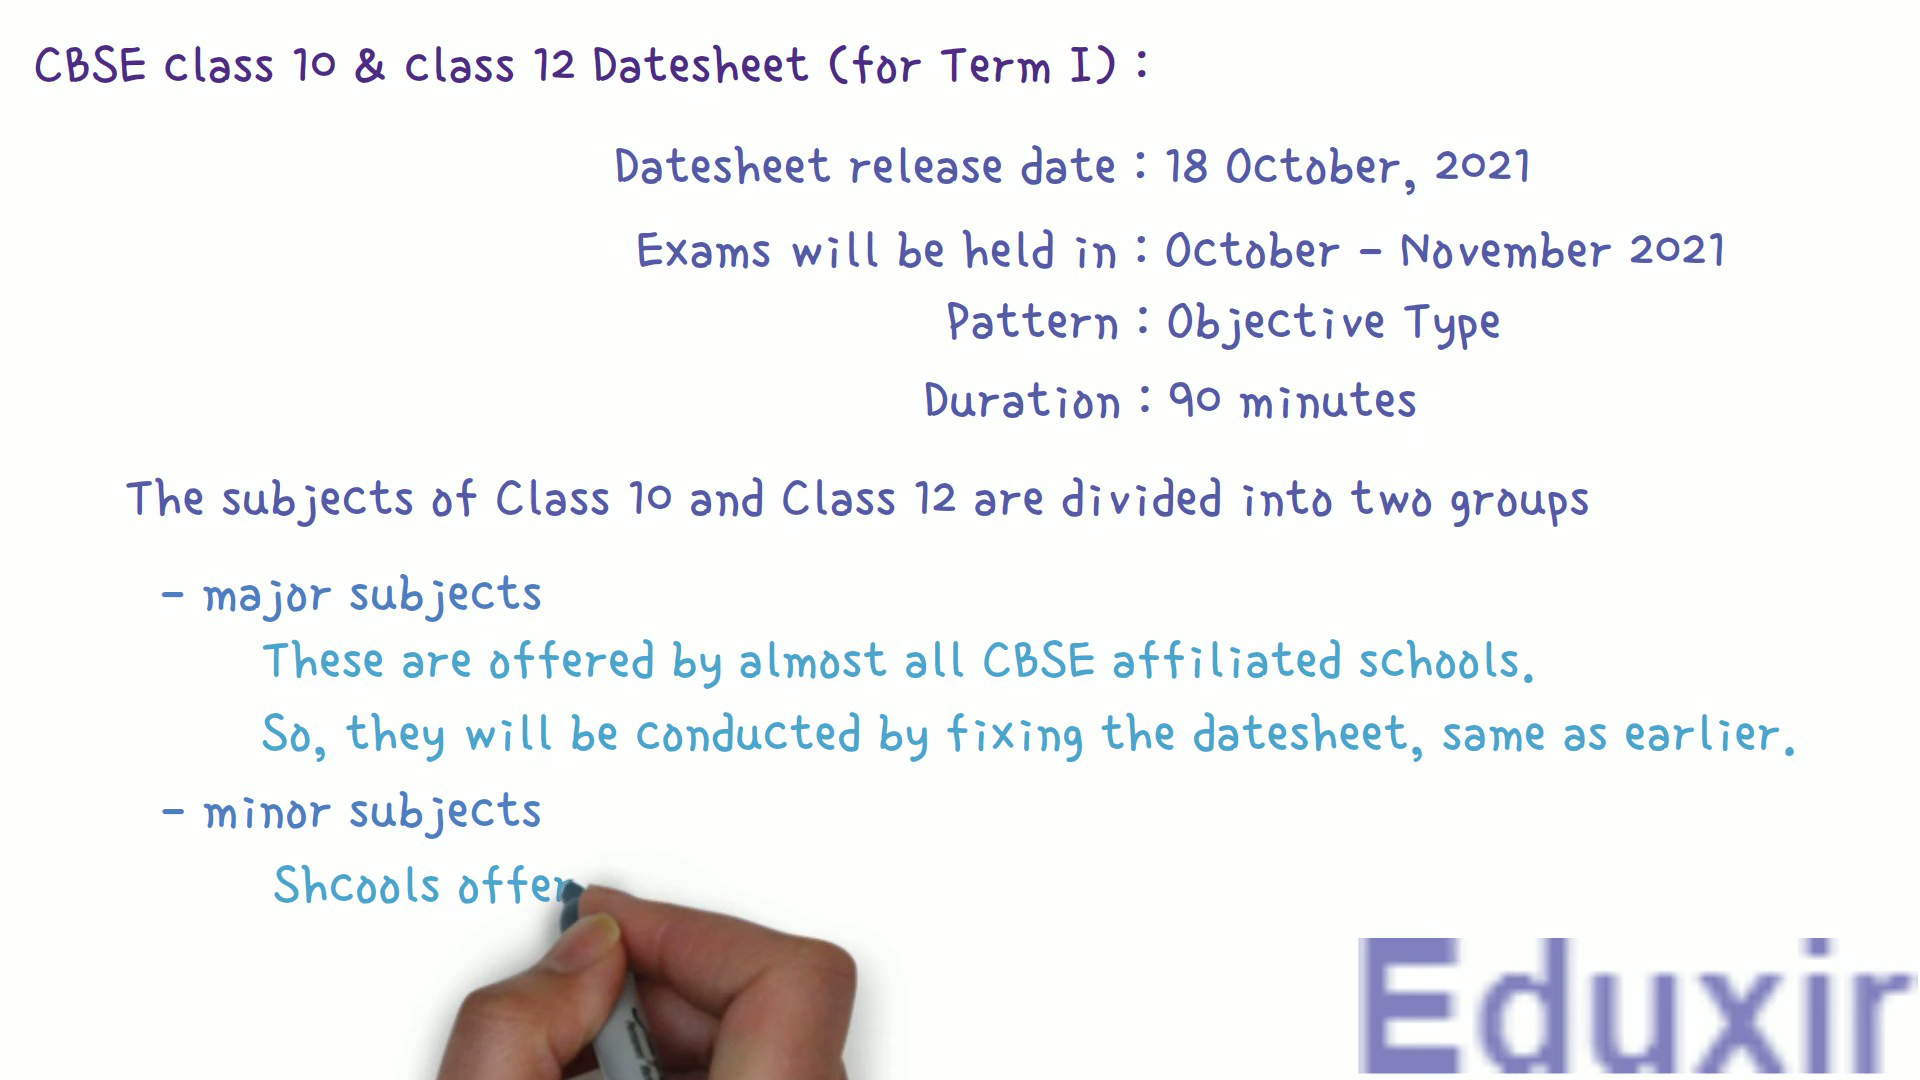 CBSE class 10 & class 12 Datesheet (for Term I) :
Datesheet release date : 18 October, 2021
Exams will be held in : October - November 2021
Pattern : Objective Type
Duration : 90 minutes
The subjects of Class 10 and Class 12 are divided into two groups
- major subjects
These are offered by almost all CBSE affiliated schools.
So, they will be conducted by fixing the datesheet, same as earlier.
- minor subjects
Shcools offer
Eduxir